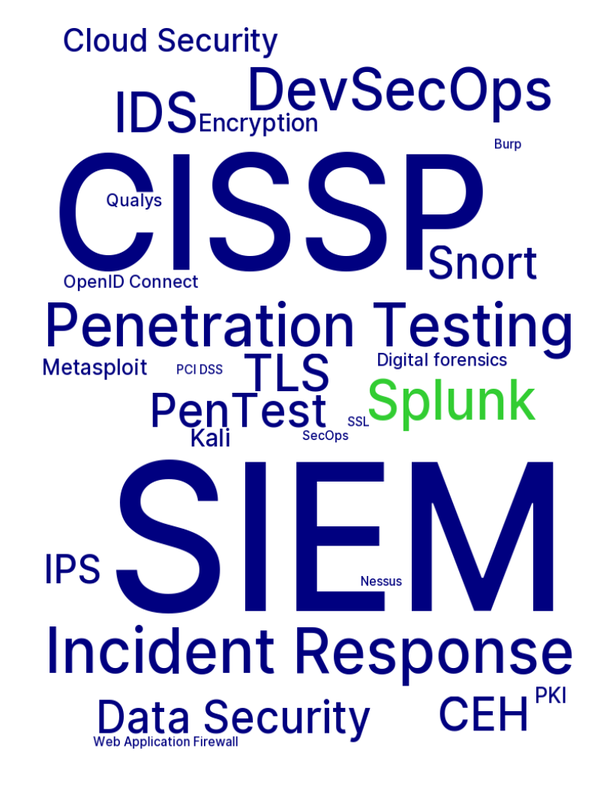 Cloud Security
DevSecOps
IDS
Encryption
Burp
CISSP
Qualys
Snort
OpenID Connect
Penetration Testing
Metasploit
PCI DSS
TLS
Digital forensics
PenTest
SSL
Splunk
Kali
SecOps
SIEM
IPS
Nessus
Incident Response
Data Security
CEH
PKI
Web Application Firewall